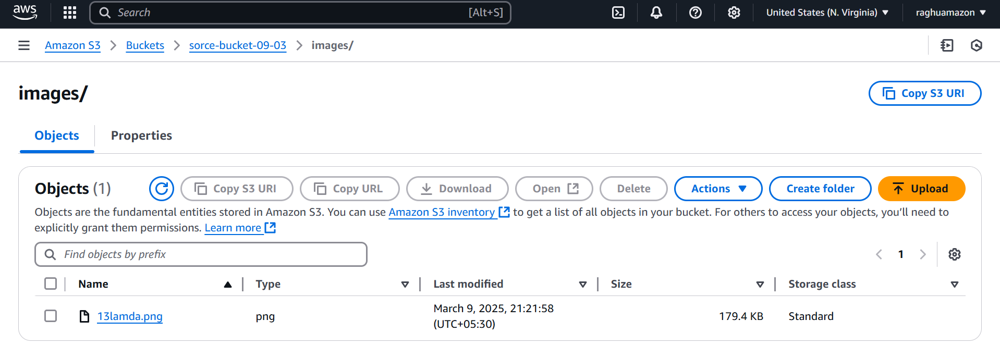 aws Search [Alt+S] United States (N. Virginia) raghuamazon
Amazon S3 Buckets sorce-bucket-09-03 images/
images/
Copy S3 URI
Objects Properties
Objects (1) Copy S3 URI Copy URL Download Open Delete Actions Create folder Upload
Objects are the fundamental entities stored in Amazon S3. You can use Amazon S3 inventory to get a list of all objects in your bucket. For others to access your objects, you’ll need to
explicitly grant them permissions. Learn more
Find objects by prefix 1
Name Type Last modified Size Storage class
13lamda.png png March 9, 2025, 21:21:58 (UTC+05:30) 179.4 KB Standard